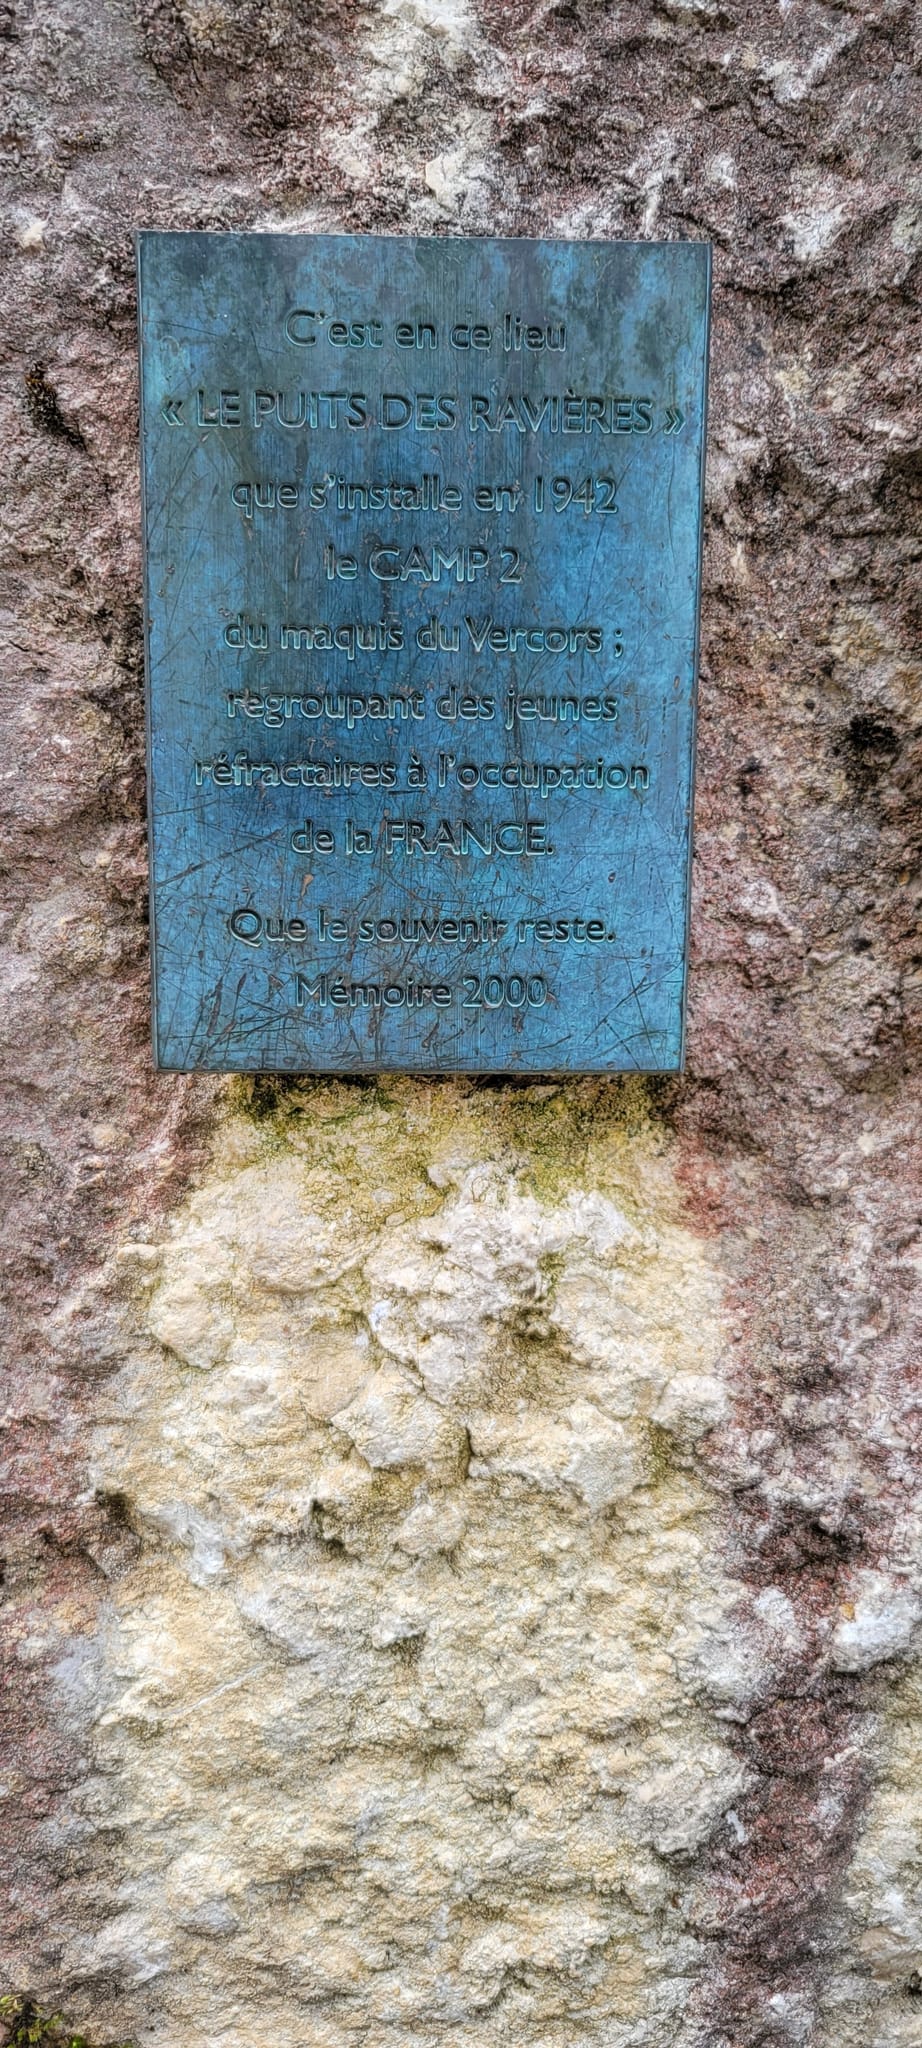 C'est en ce lieu
« LE PUITS DES RAVIÈRES »
que s'installe en 1942
le CAMP 2
du maquis du Vercors ;
regroupant des jeunes
réfractaires à l'occupation
de la FRANCE.
Que le souvenir reste.
Mémoire 2000